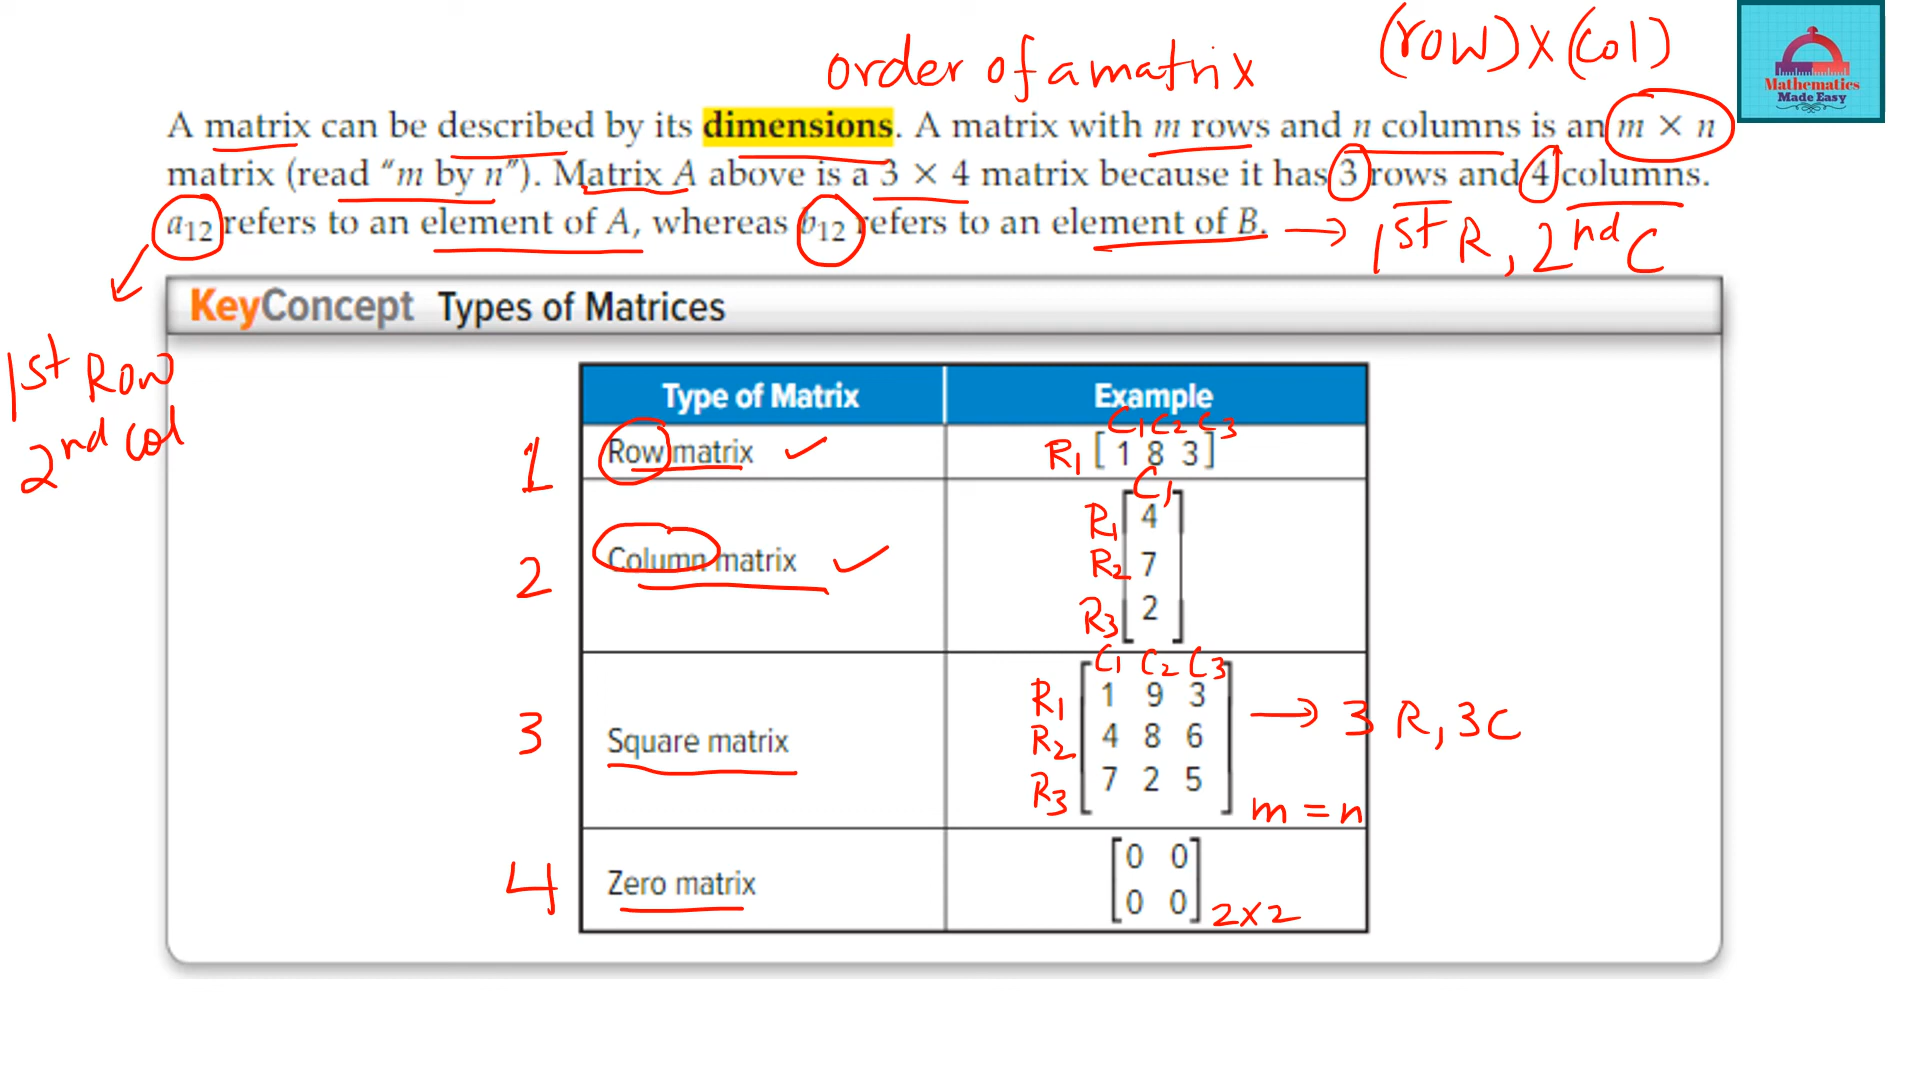 order of a matrix
(row) X (col)
Mathematics
Made Easy
A matrix can be described by its dimensions. A matrix with m rows and n columns is an m × n
matrix (read “m by n”). Matrix A above is a 3 × 4 matrix because it has 3 rows and 4 columns.
a12 refers to an element of A, whereas b12 refers to an element of B. → 1st R, 2nd C
1st Row
2nd col
KeyConcept Types of Matrices
Type of Matrix Example
C1 C2 C3
1 Row matrix R1 [1 8 3]
C1
R1 4
2 Column matrix R2 7
R3 2
C1 C2 C3
R1 1 9 3 → 3 R, 3C
3 Square matrix R2 4 8 6
R3 7 2 5
m = n
0 0
4 Zero matrix
0 0 2x2